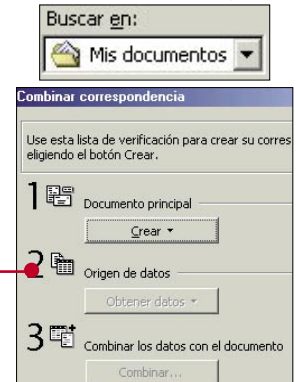 Buscar en:
Mis documentos
Combinar correspondencia
Use esta lista de verificación para crear su corres
eligiendo el botón Crear.
1 Documento principal
Crear
2 Origen de datos
Obtener datos
3 Combinar los datos con el documento
Combinar...